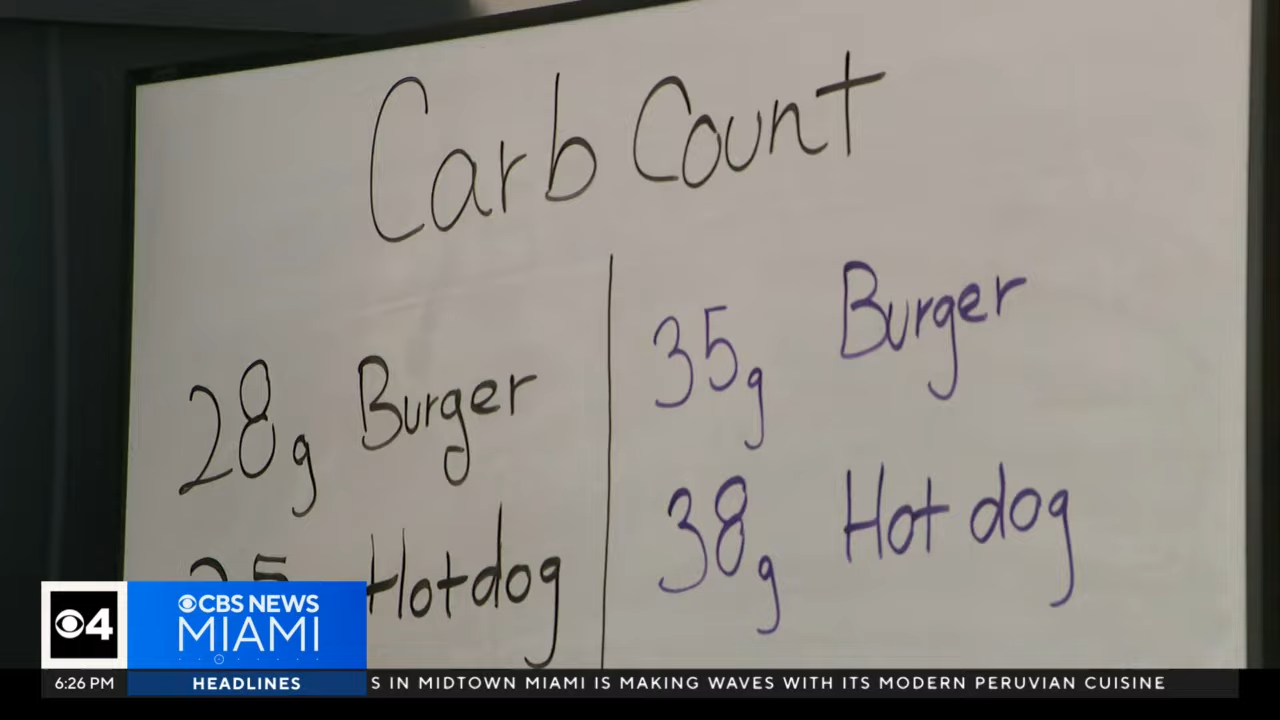 Carb Count
28g Burger
Hotdog
35g Burger
38g Hot dog
4
CBS NEWS
MIAMI
6:26 PM
HEADLINES
S IN MIDTOWN MIAMI IS MAKING WAVES WITH ITS MODERN PERUVIAN CUISINE